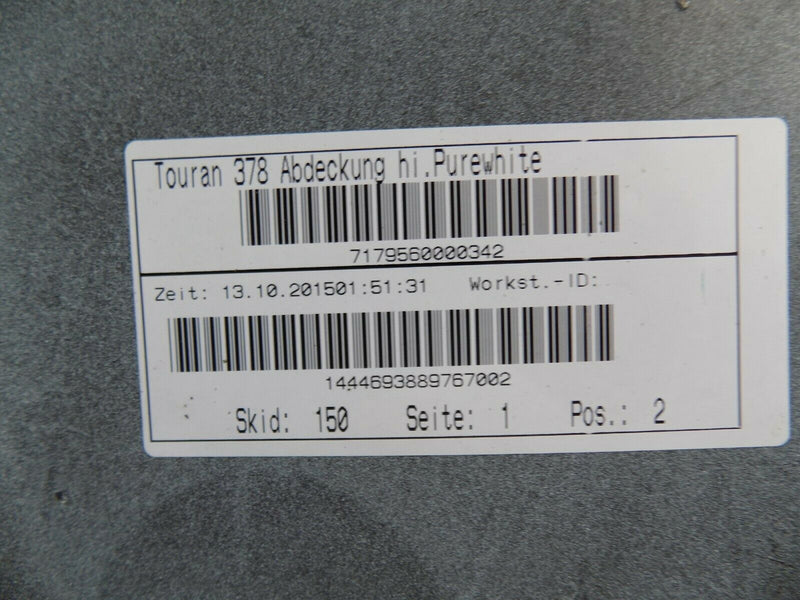 Touran 378 Abdeckung hi.Purewhite
7179560000342
Zeit: 13.10.201501:51:31 Workst.-ID:
1444693889767002
Skid: 150 Seite: 1 Pos.: 2